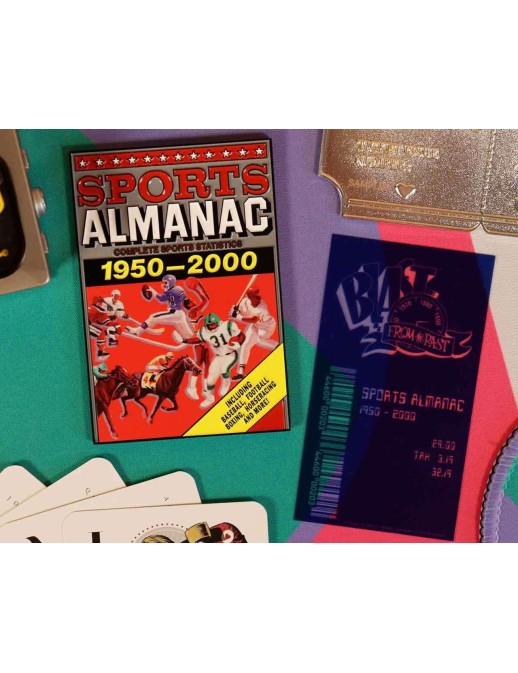 SPORTS
ALMANAC
COMPLETE SPORTS STATISTICS
1950—2000
31
INCLUDING
BASEBALL, FOOTBALL
BOXING, HORSERACING
AND MORE!
BLAST
FROM THE PAST
SPORTS ALMANAC
1950 - 2000
29.00
TAX 3.19
32.19